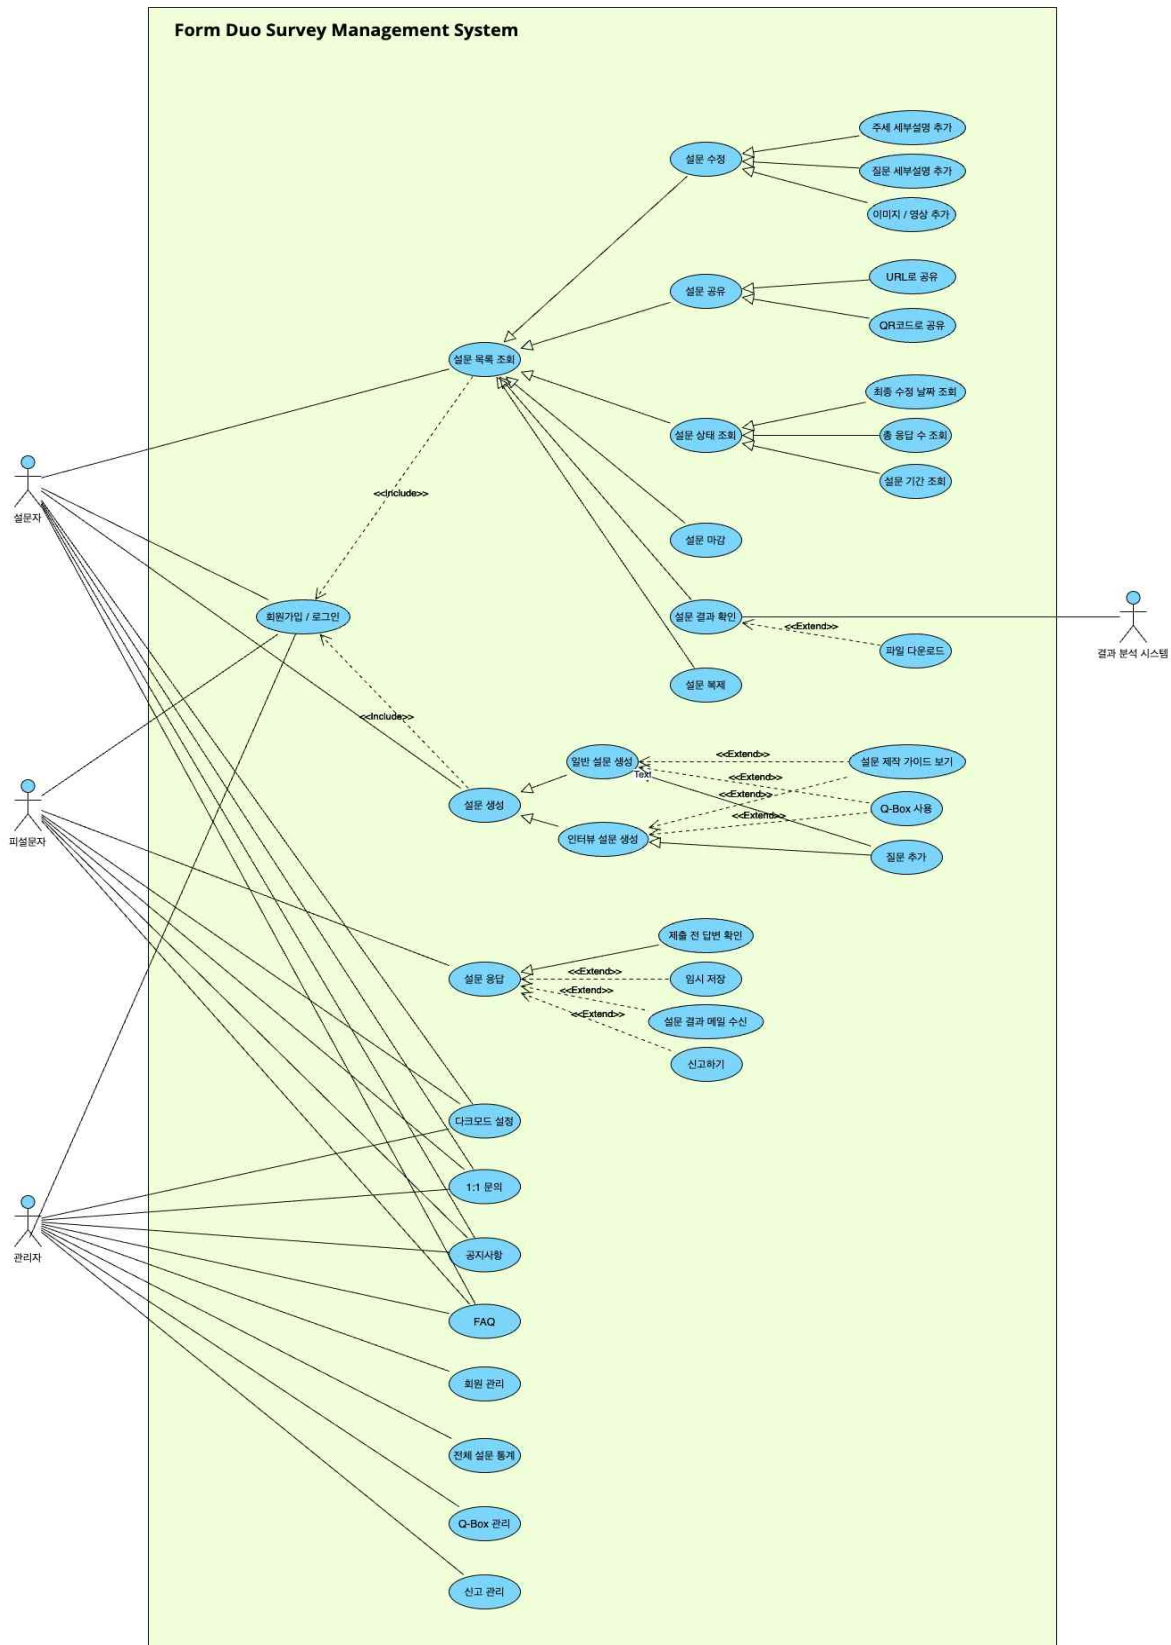 Form Duo Survey Management System
주세 세부설명 추가
설문 수정
질문 세부설명 추가
이미지 / 영상 추가
URL로 공유
설문 공유
QR코드로 공유
설문 목록 조회
최종 수정 날짜 조회
설문 상태 조회
총 응답 수 조회
설문 기간 조회
<<Include>>
설문자
설문 마감
회원가입 / 로그인
설문 결과 확인
<<Extend>>
파일 다운로드
결과 분석 시스템
설문 복제
<<Include>>
일반 설문 생성
Text
<<Extend>>
설문 제작 가이드 보기
<<Extend>>
<<Extend>>
설문 생성
Q-Box 사용
<<Extend>>
인터뷰 설문 생성
질문 추가
피설문자
제출 전 답변 확인
설문 응답
<<Extend>>
임시 저장
<<Extend>>
<<Extend>>
설문 결과 메일 수신
신고하기
다크모드 설정
1:1 문의
관리자
공지사항
FAQ
회원 관리
전체 설문 통계
Q-Box 관리
신고 관리